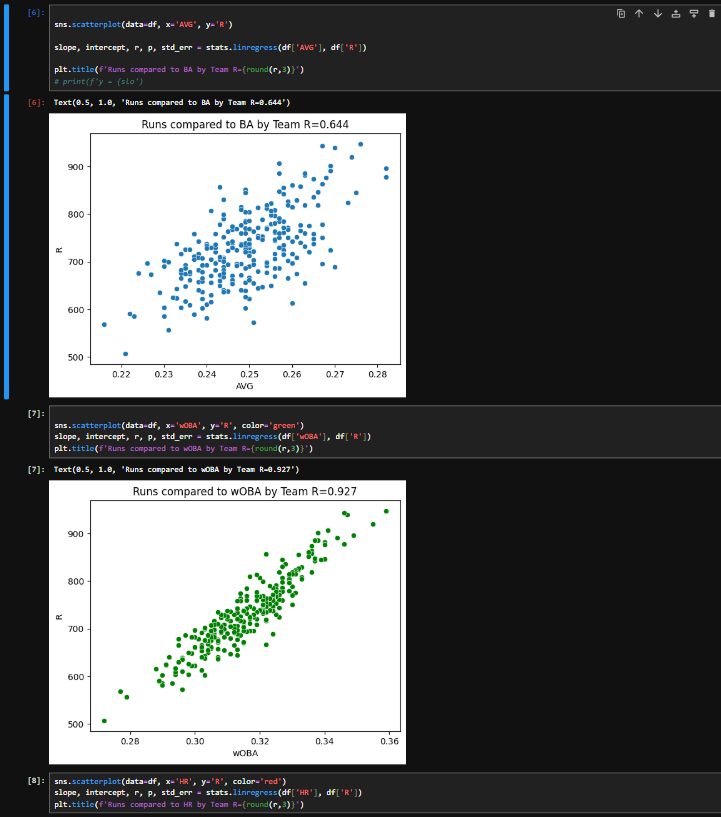 [6]:
sns.scatterplot(data=df, x='AVG', y='R')
slope, intercept, r, p, std_err = stats.linregress(df['AVG'], df['R'])
plt.title(f'Runs compared to BA by Team R={round(r,3)}')
# print(f'y = {slo')
[6]: Text(0.5, 1.0, 'Runs compared to BA by Team R=0.644')
Runs compared to BA by Team R=0.644
900
800
R
700
600
500
0.22 0.23 0.24 0.25 0.26 0.27 0.28
AVG
[7]:
sns.scatterplot(data=df, x='wOBA', y='R', color='green')
slope, intercept, r, p, std_err = stats.linregress(df['wOBA'], df['R'])
plt.title(f'Runs compared to wOBA by Team R={round(r,3)}')
[7]: Text(0.5, 1.0, 'Runs compared to wOBA by Team R=0.927')
Runs compared to wOBA by Team R=0.927
900
800
700
R
600
500
0.28 0.30 0.32 0.34 0.36
wOBA
[8]: sns.scatterplot(data=df, x='HR', y='R', color='red')
slope, intercept, r, p, std_err = stats.linregress(df['HR'], df['R'])
plt.title(f'Runs compared to HR by Team R={round(r,3)}')